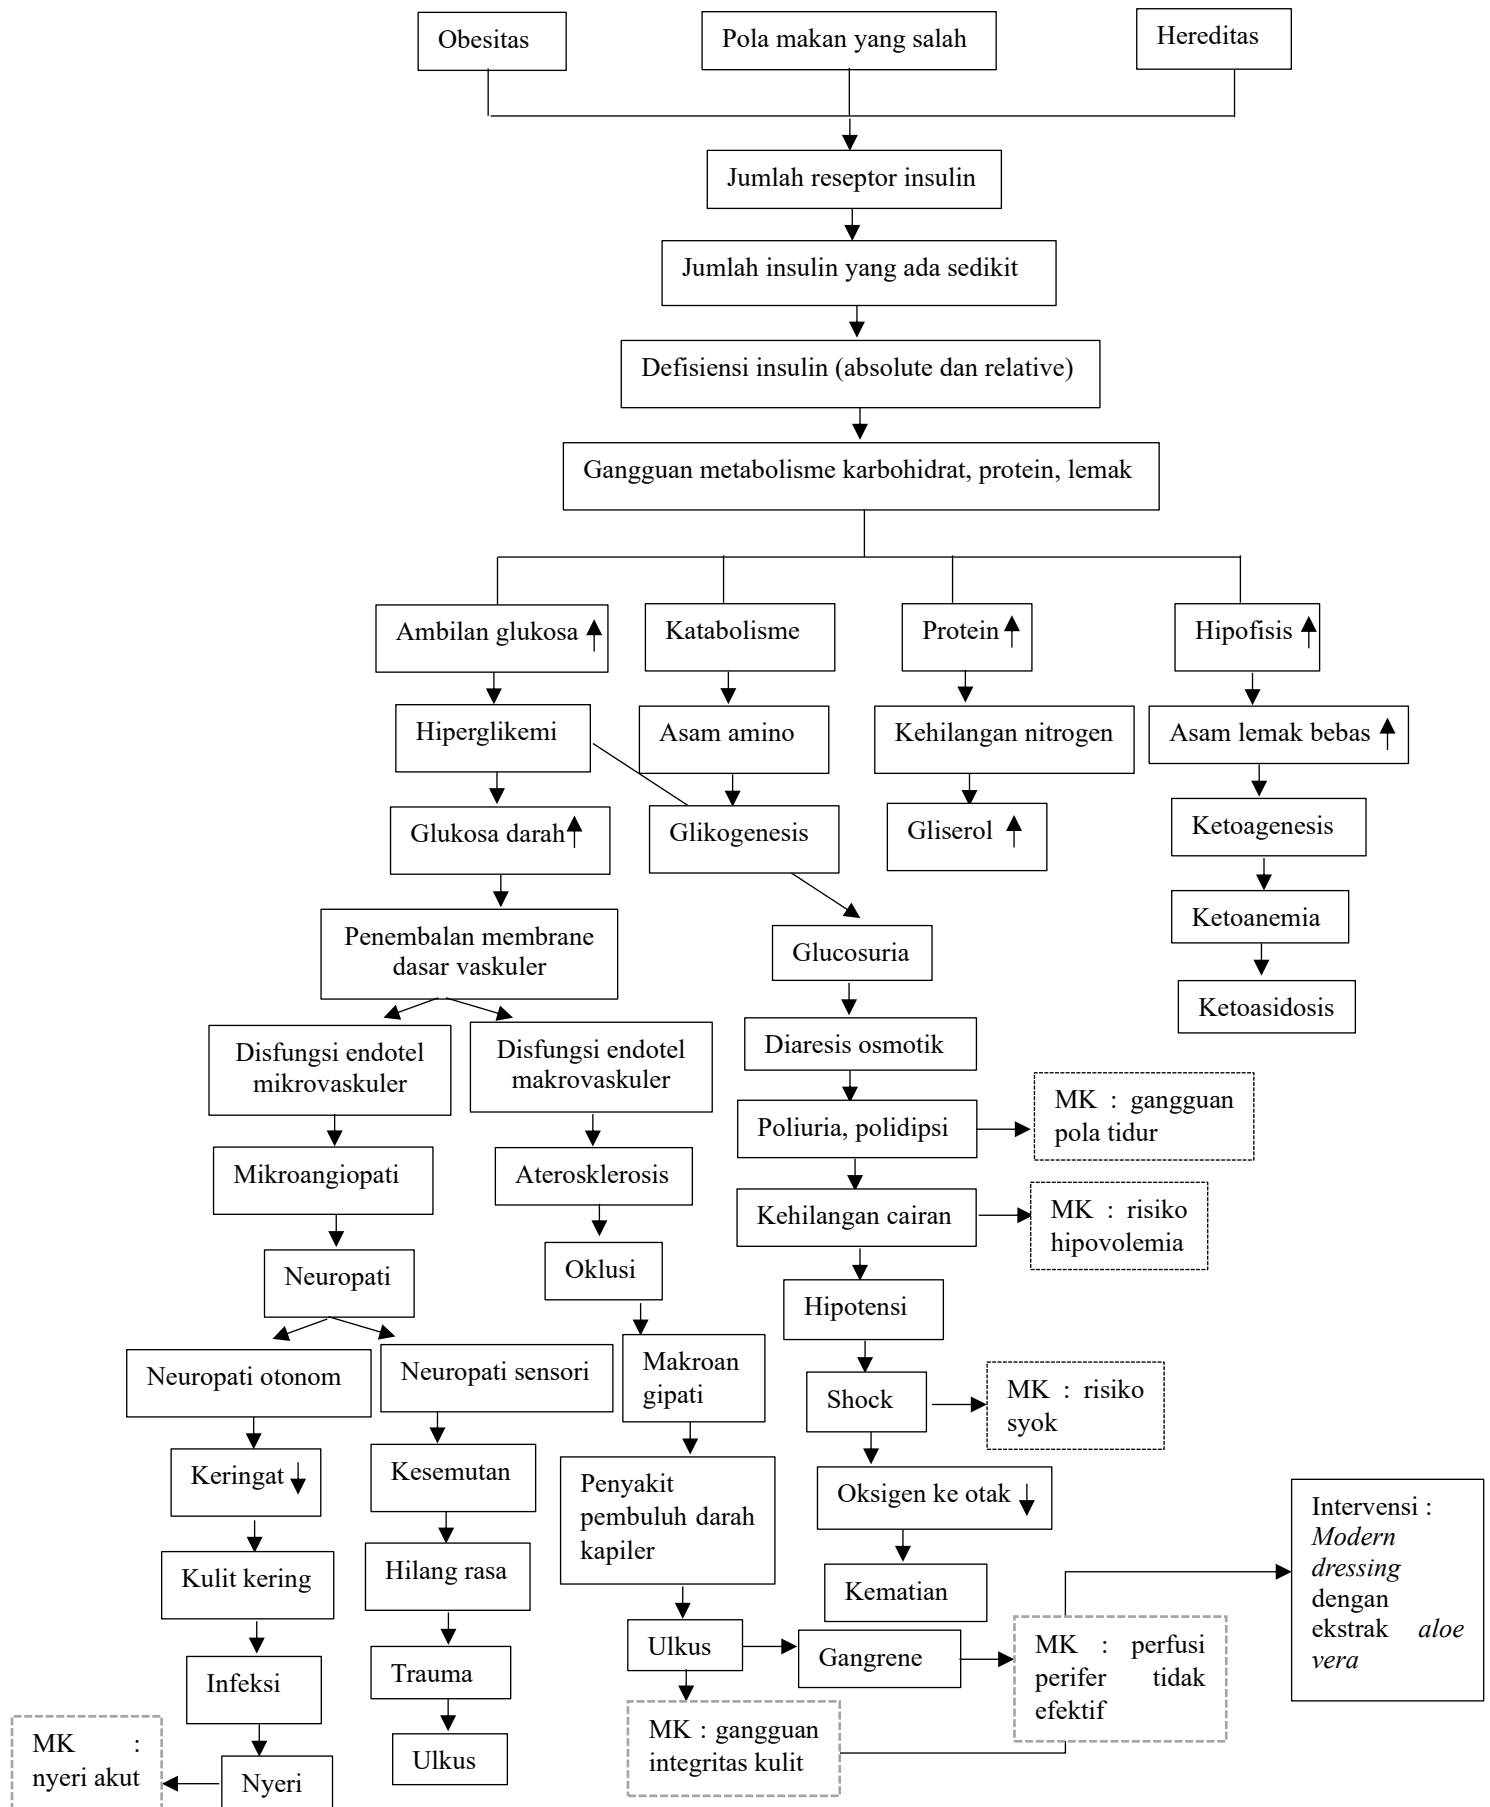 Obesitas
Pola makan yang salah
Hereditas
Jumlah reseptor insulin
Jumlah insulin yang ada sedikit
Defisiensi insulin (absolute dan relative)
Gangguan metabolisme karbohidrat, protein, lemak
Ambilan glukosa
Katabolisme
Protein
Hipofisis
Hiperglikemi
Asam amino
Kehilangan nitrogen
Asam lemak bebas
Glukosa darah
Glikogenesis
Gliserol
Ketoagenesis
Ketoanemia
Ketoasidosis
Penembalan membrane
dasar vaskuler
Glucosuria
Disfungsi endotel
mikrovaskuler
Disfungsi endotel
makrovaskuler
Diaresis osmotik
Poliuria, polidipsi
MK : gangguan
pola tidur
Mikroangiopati
Aterosklerosis
Kehilangan cairan
MK : risiko
hipovolemia
Neuropati
Oklusi
Hipotensi
Neuropati otonom
Neuropati sensori
Makroan
gipati
Shock
MK : risiko
syok
Keringat
Kesemutan
Penyakit
pembuluh darah
kapiler
Oksigen ke otak
Intervensi :
Modern
dressing
dengan
ekstrak aloe
vera
Kulit kering
Hilang rasa
Kematian
Ulkus
Gangrene
MK : perfusi
perifer tidak
efektif
Infeksi
Trauma
MK : gangguan
integritas kulit
MK :
nyeri akut
Nyeri
Ulkus